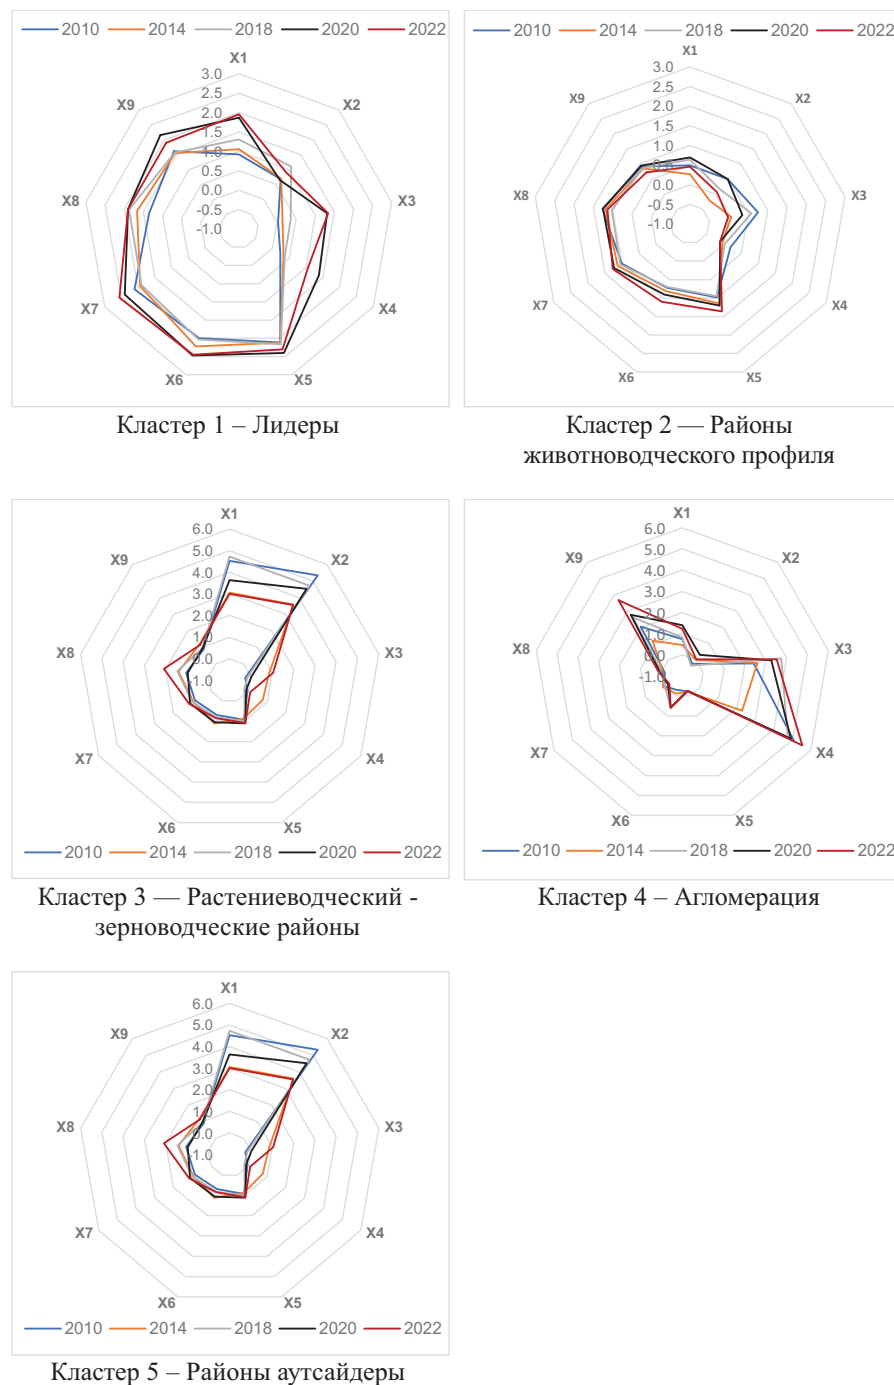 2010 2014 2018 2020 2022
X1
X2
X3
X4
X5
X6
X7
X8
X9
3.0
2.5
2.0
1.5
1.0
0.5
0.0
-0.5
-1.0
Кластер 1 – Лидеры
2010 2014 2018 2020 2022
X1
X2
X3
X4
X5
X6
X7
X8
X9
3.0
2.5
2.0
1.5
1.0
0.5
0.0
-0.5
-1.0
Кластер 2 — Районы
животноводческого профиля
X1
X2
X3
X4
X5
X6
X7
X8
X9
6.0
5.0
4.0
3.0
2.0
1.0
0.0
-1.0
2010 2014 2018 2020 2022
Кластер 3 — Растениеводческий -
зерноводческие районы
X1
X2
X3
X4
X5
X6
X7
X8
X9
6.0
5.0
4.0
3.0
2.0
1.0
0.0
-1.0
2010 2014 2018 2020 2022
Кластер 4 – Агломерация
X1
X2
X3
X4
X5
X6
X7
X8
X9
6.0
5.0
4.0
3.0
2.0
1.0
0.0
-1.0
2010 2014 2018 2020 2022
Кластер 5 – Районы аутсайдеры